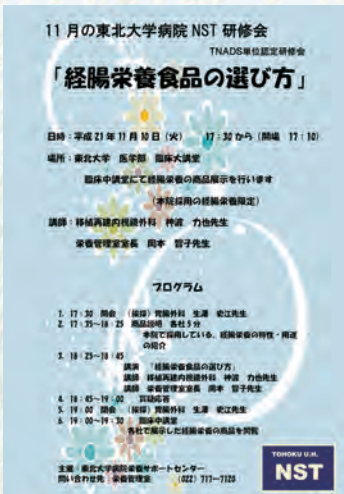 11月の東北大学病院 NST 研修会
TNADS単位認定研修会
「経腸栄養食品の選び方」
日時：平成21年11月10日（火） 17：30から（開場 17：10）
場所：東北大学 医学部 臨床大講堂
臨床中講堂にて経腸栄養の商品展示を行います
（本院採用の経腸栄養限定）
講師：移植再建内視鏡外科 神波 力也先生
栄養管理室室長 岡本 智子先生
プログラム
1. 17：30 開会 （挨拶）胃腸外科 生澤 史江先生
2. 17：35～18：25 商品説明 各社5分
本院で採用している、経腸栄養の特性・用途
の紹介
3. 18：25～18：45
講演 「経腸栄養食品の選び方」
講師 移植再建内視鏡外科 神波 力也先生
講師 栄養管理室室長 岡本 智子先生
4. 18：45～19：00 質疑応答
5. 19：00 閉会 （挨拶）胃腸外科 生澤 史江先生
6. 19：00～19：30 臨床中講堂
各社で展示した経腸栄養の商品を閲覧
主催：東北大学病院栄養サポートセンター
問い合わせ先 栄養管理室 （022）717-7120
TOHOKU U.H.
NST